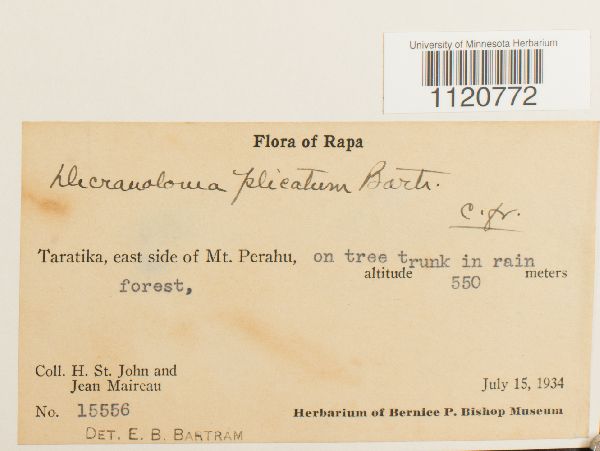 University of Minnesota Herbarium
1120772
Flora of Rapa
Dicranoloma plicatum Bartr.
c. fr.
Taratika, east side of Mt. Perahu, on tree trunk in rain
forest, altitude 550 meters
Coll. H. St. John and
Jean Maireau
July 15, 1934
No. 15556
Herbarium of Bernice P. Bishop Museum
DET. E. B. BARTRAM